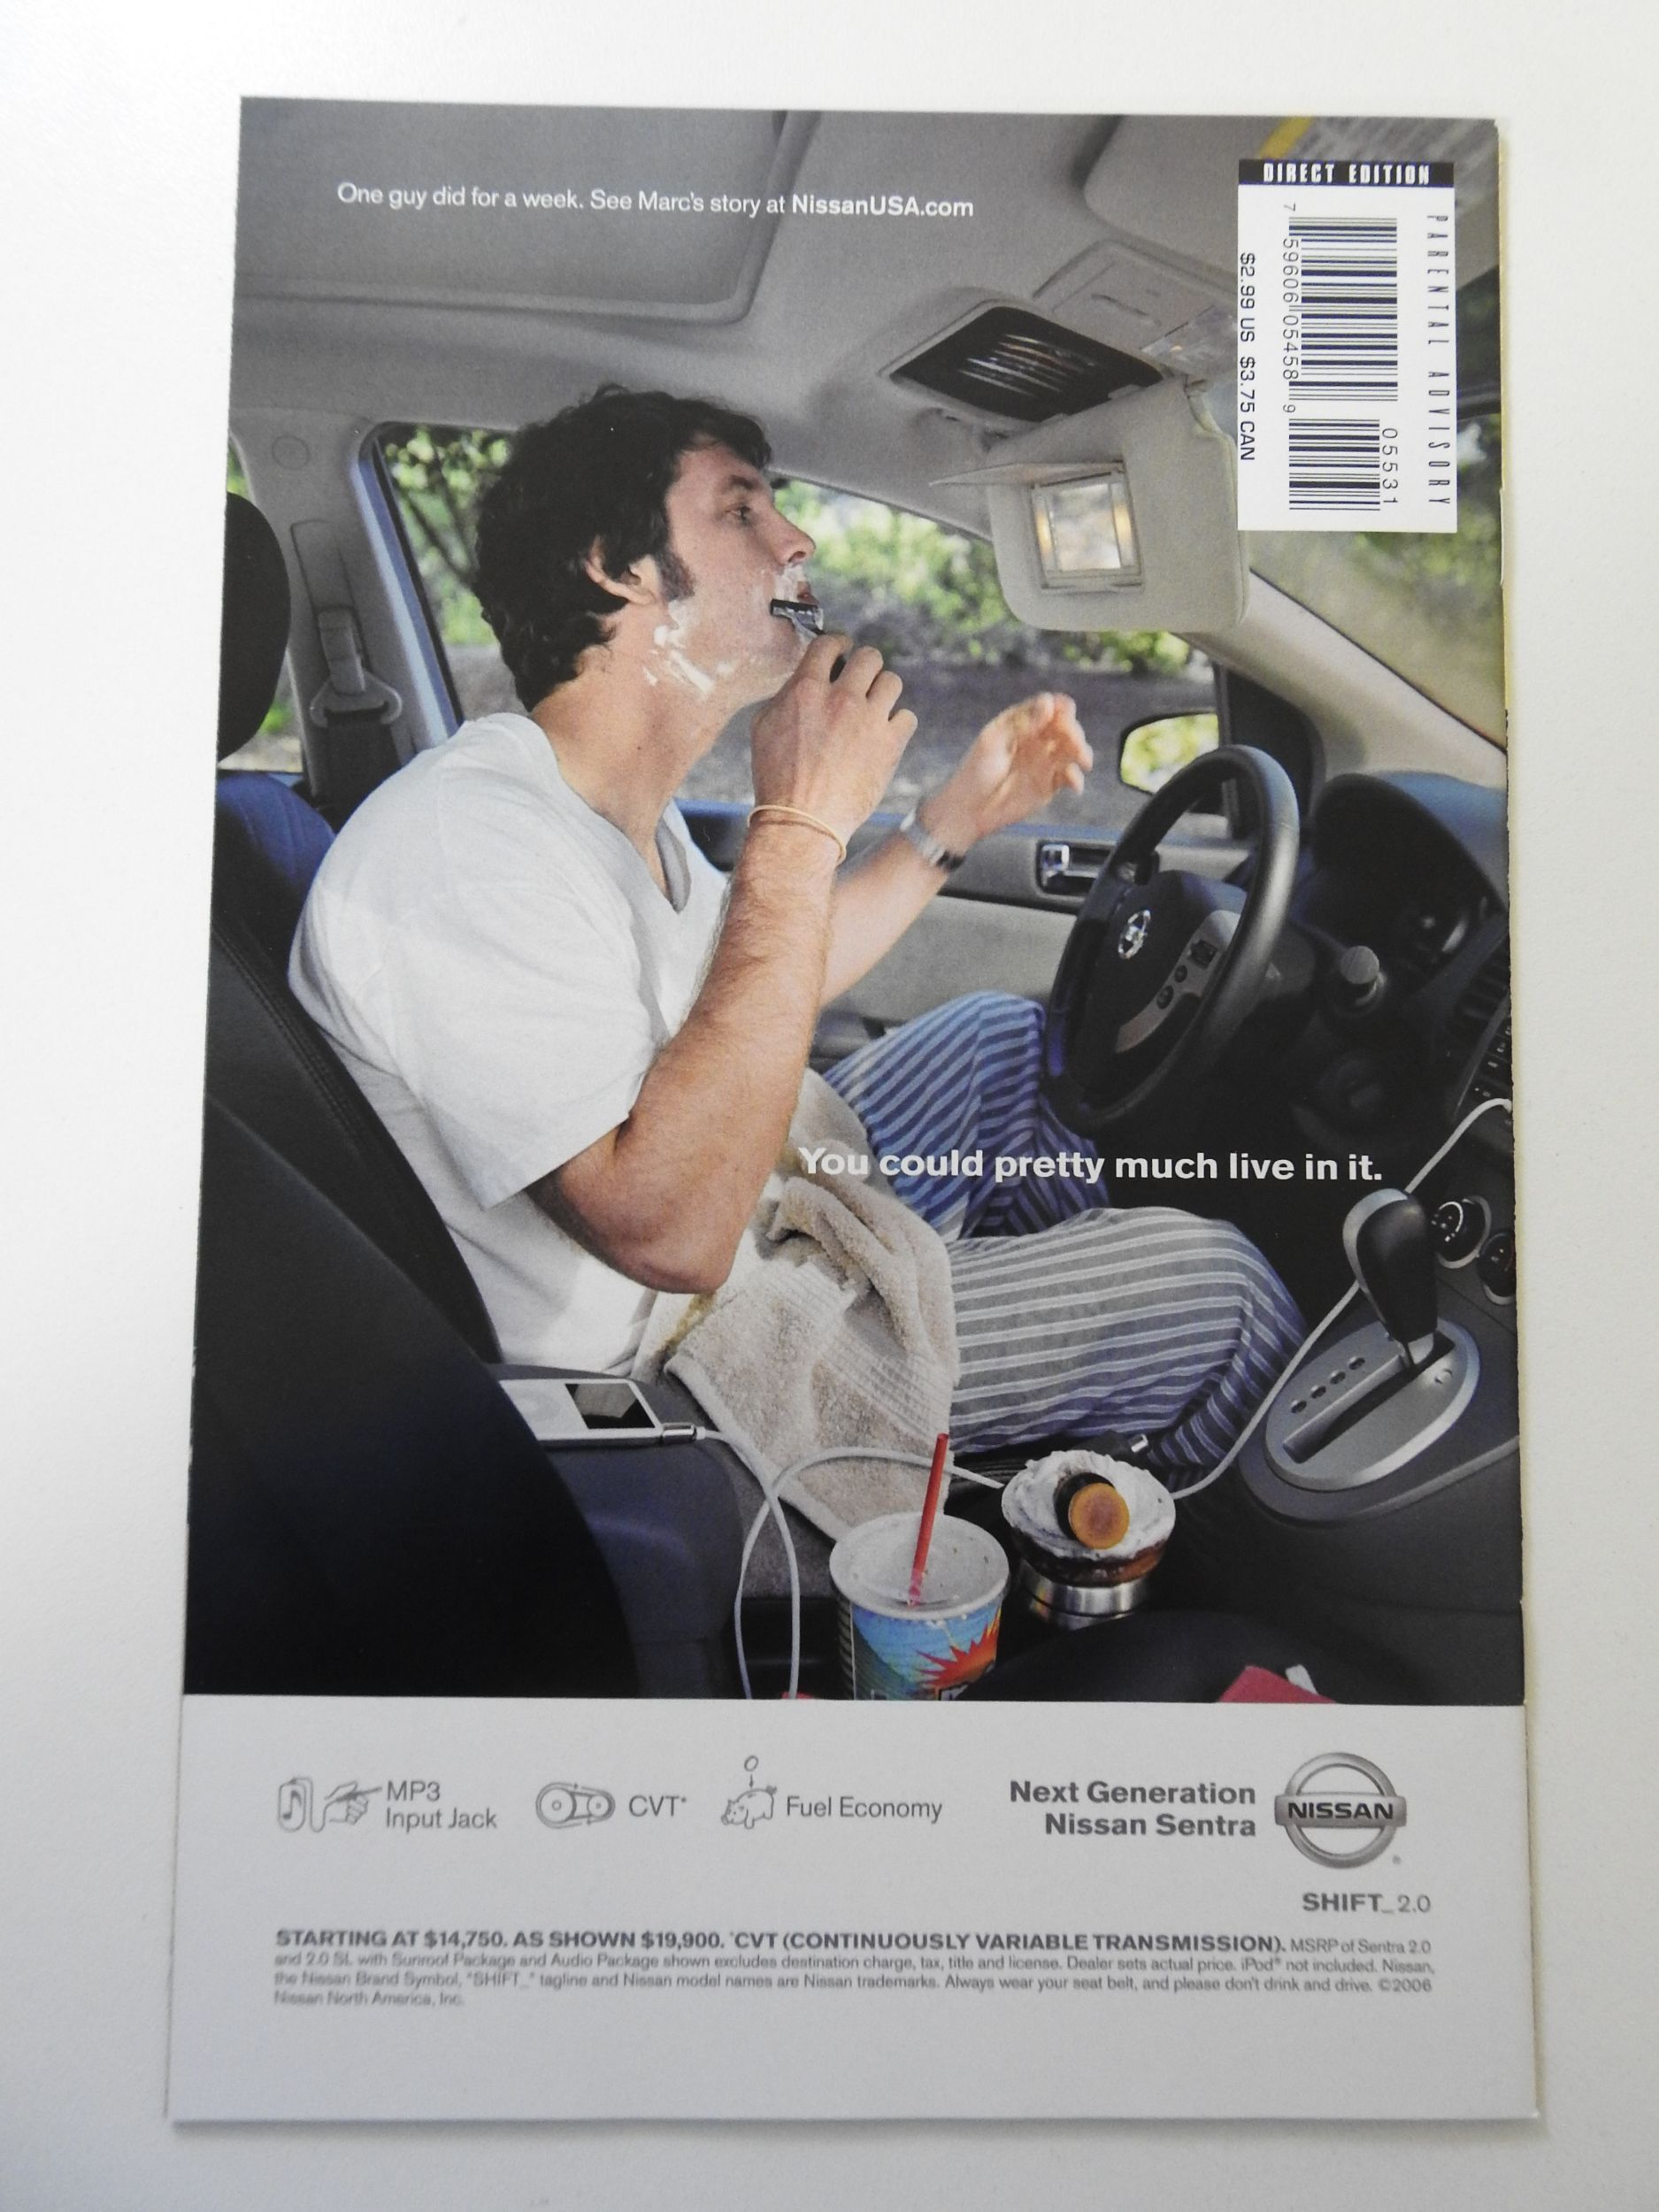 One guy did for a week. See Marc's story at NissanUSA.com
DIRECT EDITION
PARENTAL ADVISORY
7 59606 05458 9
05531
$2.99 US $3.75 CAN
You could pretty much live in it.
MP3
Input Jack
CVT*
Fuel Economy
Next Generation
Nissan Sentra
NISSAN
®
SHIFT_2.0
STARTING AT $14,750. AS SHOWN $19,900. *CVT (CONTINUOUSLY VARIABLE TRANSMISSION). MSRP of Sentra 2.0
and 2.0 SL with Sunroof Package and Audio Package shown excludes destination charge, tax, title and license. Dealer sets actual price. iPod® not included. Nissan,
the Nissan Brand Symbol, "SHIFT_" tagline and Nissan model names are Nissan trademarks. Always wear your seat belt, and please don't drink and drive. ©2006
Nissan North America, Inc.